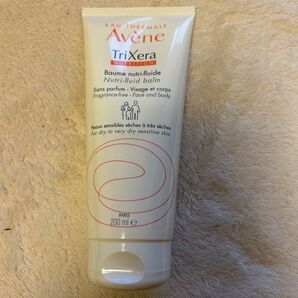 EAU THERMALE
Avène
TriXera
NUTRITION
Baume nutri-fluide
Nutri-fluid balm
Sans parfum - Visage et corps
Fragrance-free - Face and body
Peaux sensibles sèches à très sèches
For dry to very dry sensitive skin
PARIS
200 ml e